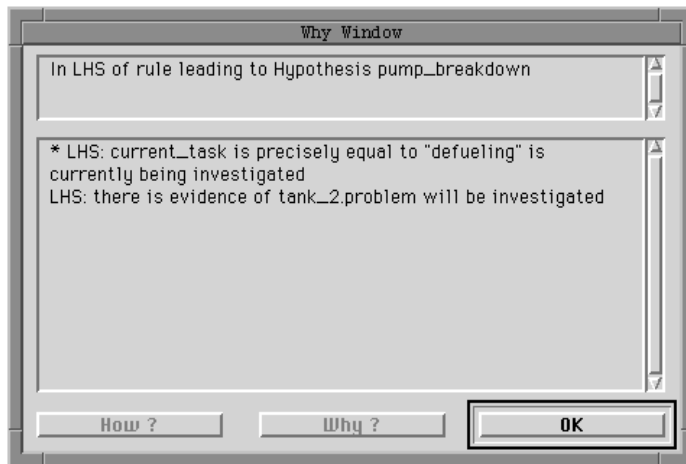 Why Window
In LHS of rule leading to Hypothesis pump_breakdown
* LHS: current_task is precisely equal to "defueling" is
currently being investigated
LHS: there is evidence of tank_2.problem will be investigated
How ?
Why ?
OK